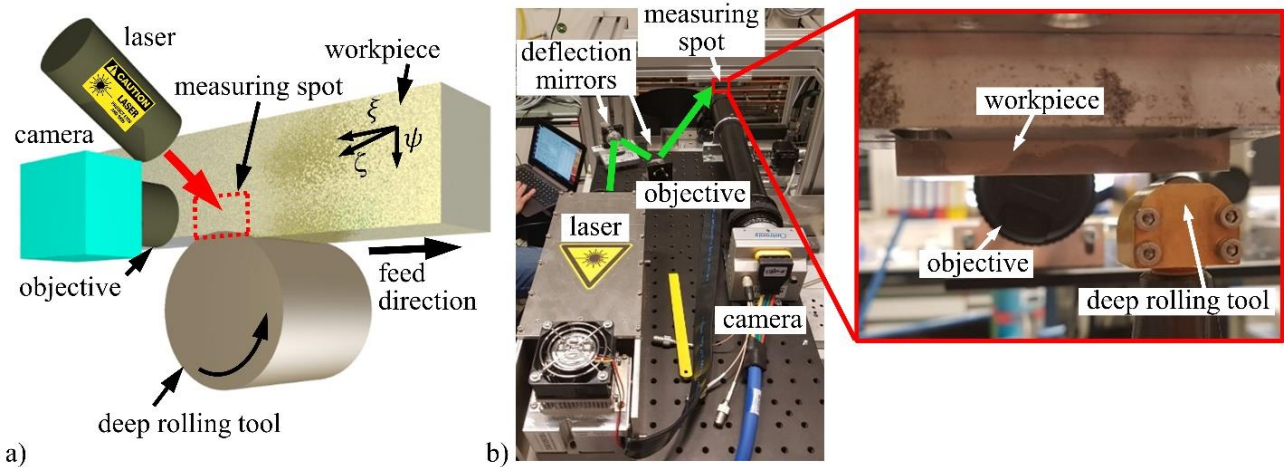 laser
CAUTION
LASER
workpiece
measuring spot
camera
ξ
ψ
ζ
objective
feed
direction
deep rolling tool
a)
measuring
spot
deflection
mirrors
objective
laser
camera
b)
workpiece
objective
deep rolling tool